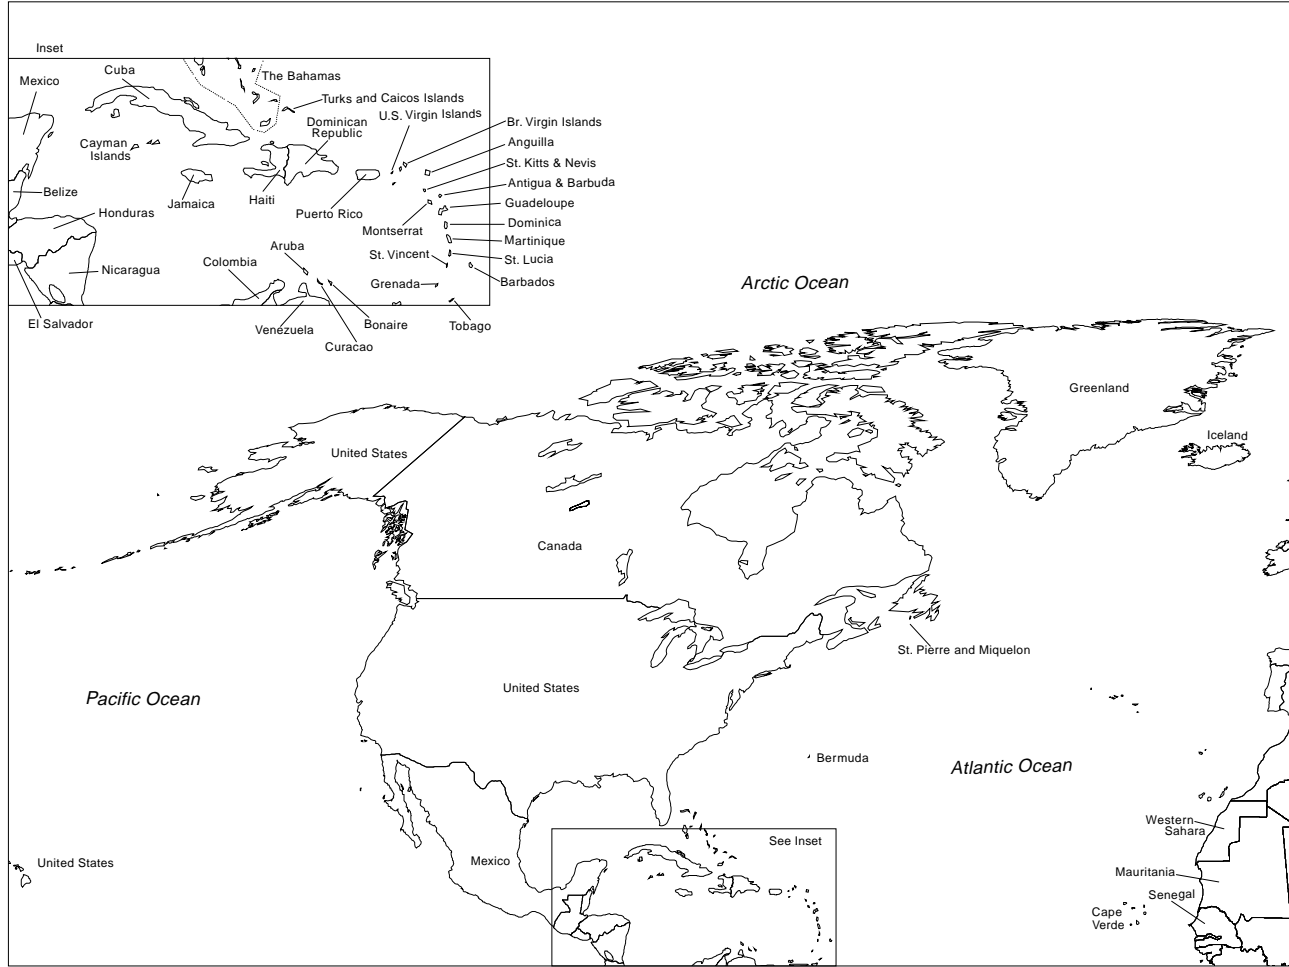 Inset
Cuba
The Bahamas
Mexico
Turks and Caicos Islands
U.S. Virgin Islands
Dominican
Republic
Br. Virgin Islands
Cayman
Islands
Anguilla
St. Kitts & Nevis
Antigua & Barbuda
Belize
Jamaica
Haiti
Guadeloupe
Honduras
Puerto Rico
Dominica
Montserrat
Martinique
Aruba
St. Vincent
St. Lucia
Colombia
Nicaragua
Grenada
Barbados
El Salvador
Venezuela
Bonaire
Tobago
Curacao
Arctic Ocean
Greenland
Iceland
United States
Canada
St. Pierre and Miquelon
United States
Pacific Ocean
Bermuda
Atlantic Ocean
Western
Sahara
See Inset
Mexico
United States
Mauritania
Senegal
Cape
Verde